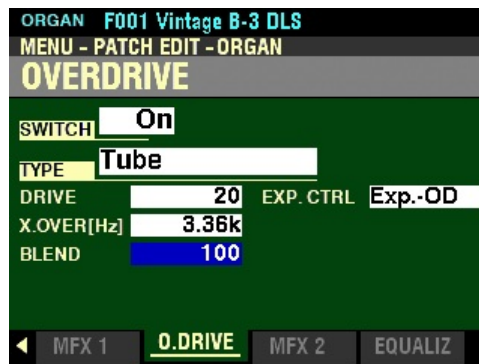 ORGAN F001 Vintage B-3 DLS
MENU - PATCH EDIT - ORGAN
OVERDRIVE
SWITCH On
TYPE Tube
DRIVE 20 EXP. CTRL Exp.-OD
X.OVER[Hz] 3.36k
BLEND 100
MFX 1 O.DRIVE MFX 2 EQUALIZ